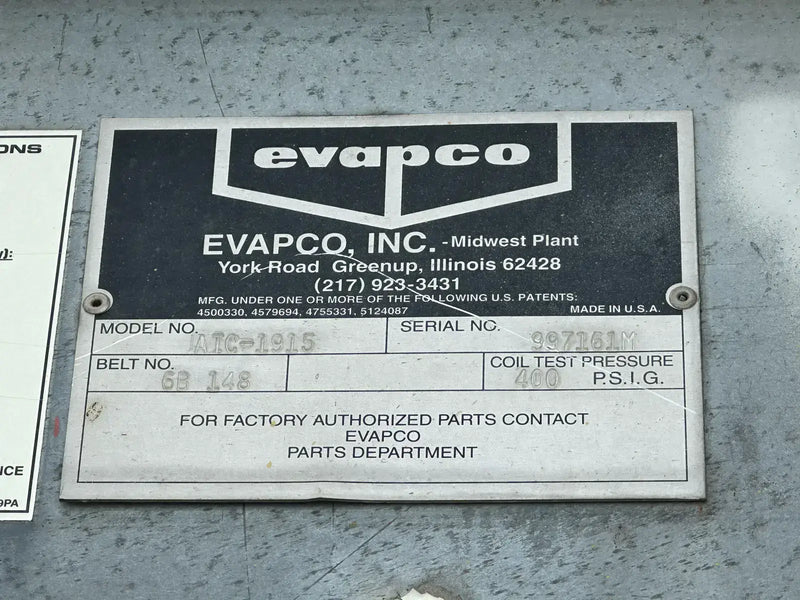 ONS
):
ICE
9PA
evapco
EVAPCO, INC. - Midwest Plant
York Road Greenup, Illinois 62428
(217) 923-3431
MFG. UNDER ONE OR MORE OF THE FOLLOWING U.S. PATENTS:
4500330, 4579694, 4755331, 5124087 MADE IN U.S.A.
MODEL NO. ATC-1915 SERIAL NO. 997161M
BELT NO. 6B 148 COIL TEST PRESSURE
400 P.S.I.G.
FOR FACTORY AUTHORIZED PARTS CONTACT
EVAPCO
PARTS DEPARTMENT